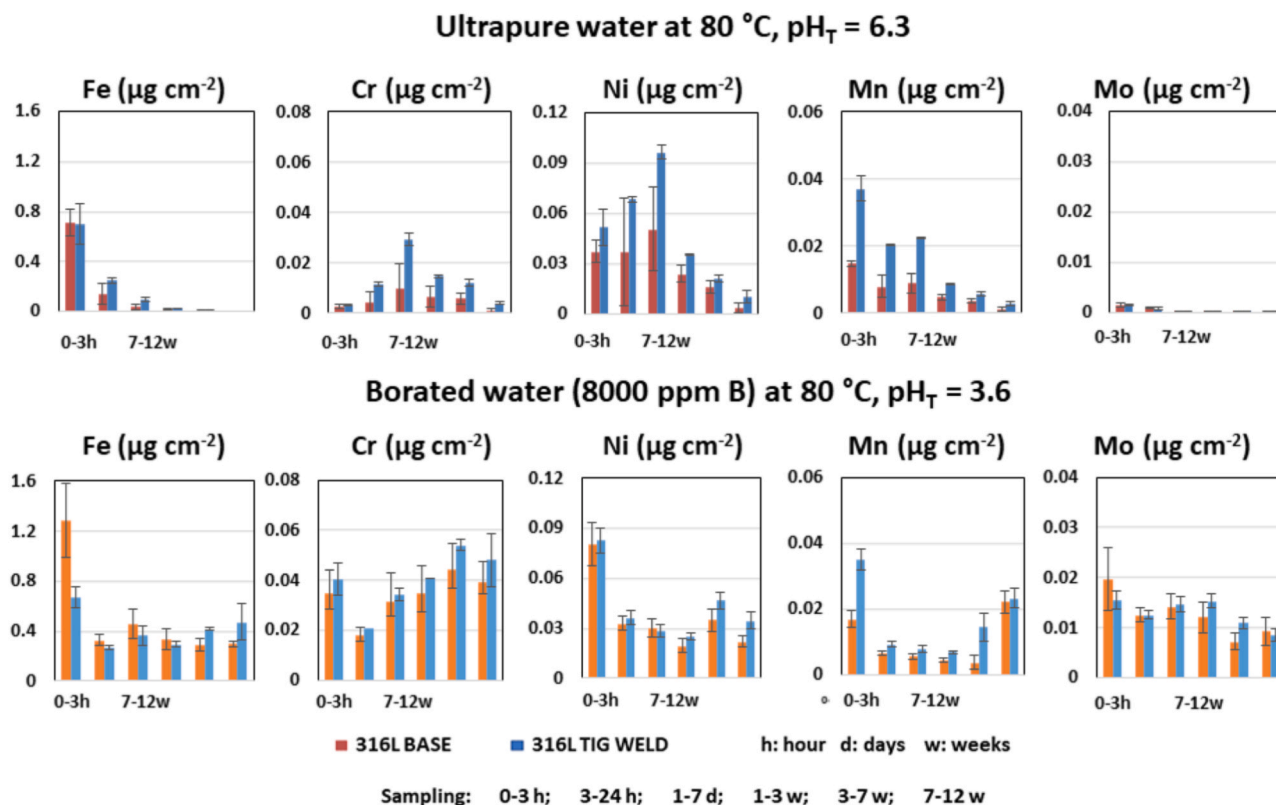 Ultrapure water at 80 °C, pH_T = 6.3
Fe (µg cm⁻²) Cr (µg cm⁻²) Ni (µg cm⁻²) Mn (µg cm⁻²) Mo (µg cm⁻²)
1.6 0.08 0.12 0.06 0.04
1.2 0.06 0.09 0.04 0.03
0.8 0.04 0.06 0.02 0.02
0.4 0.02 0.03 0 0.01
0 0 0 0
0-3h 7-12w 0-3h 7-12w 0-3h 7-12w 0-3h 7-12w 0-3h 7-12w
Borated water (8000 ppm B) at 80 °C, pH_T = 3.6
Fe (µg cm⁻²) Cr (µg cm⁻²) Ni (µg cm⁻²) Mn (µg cm⁻²) Mo (µg cm⁻²)
1.6 0.08 0.12 0.06 0.04
1.2 0.06 0.09 0.04 0.03
0.8 0.04 0.06 0.02 0.02
0.4 0.02 0.03 0 0.01
0 0 0 0
0-3h 7-12w 0-3h 7-12w 0-3h 7-12w 0-3h 7-12w 0-3h 7-12w
316L BASE 316L TIG WELD h: hour d: days w: weeks
Sampling: 0-3 h; 3-24 h; 1-7 d; 1-3 w; 3-7 w; 7-12 w